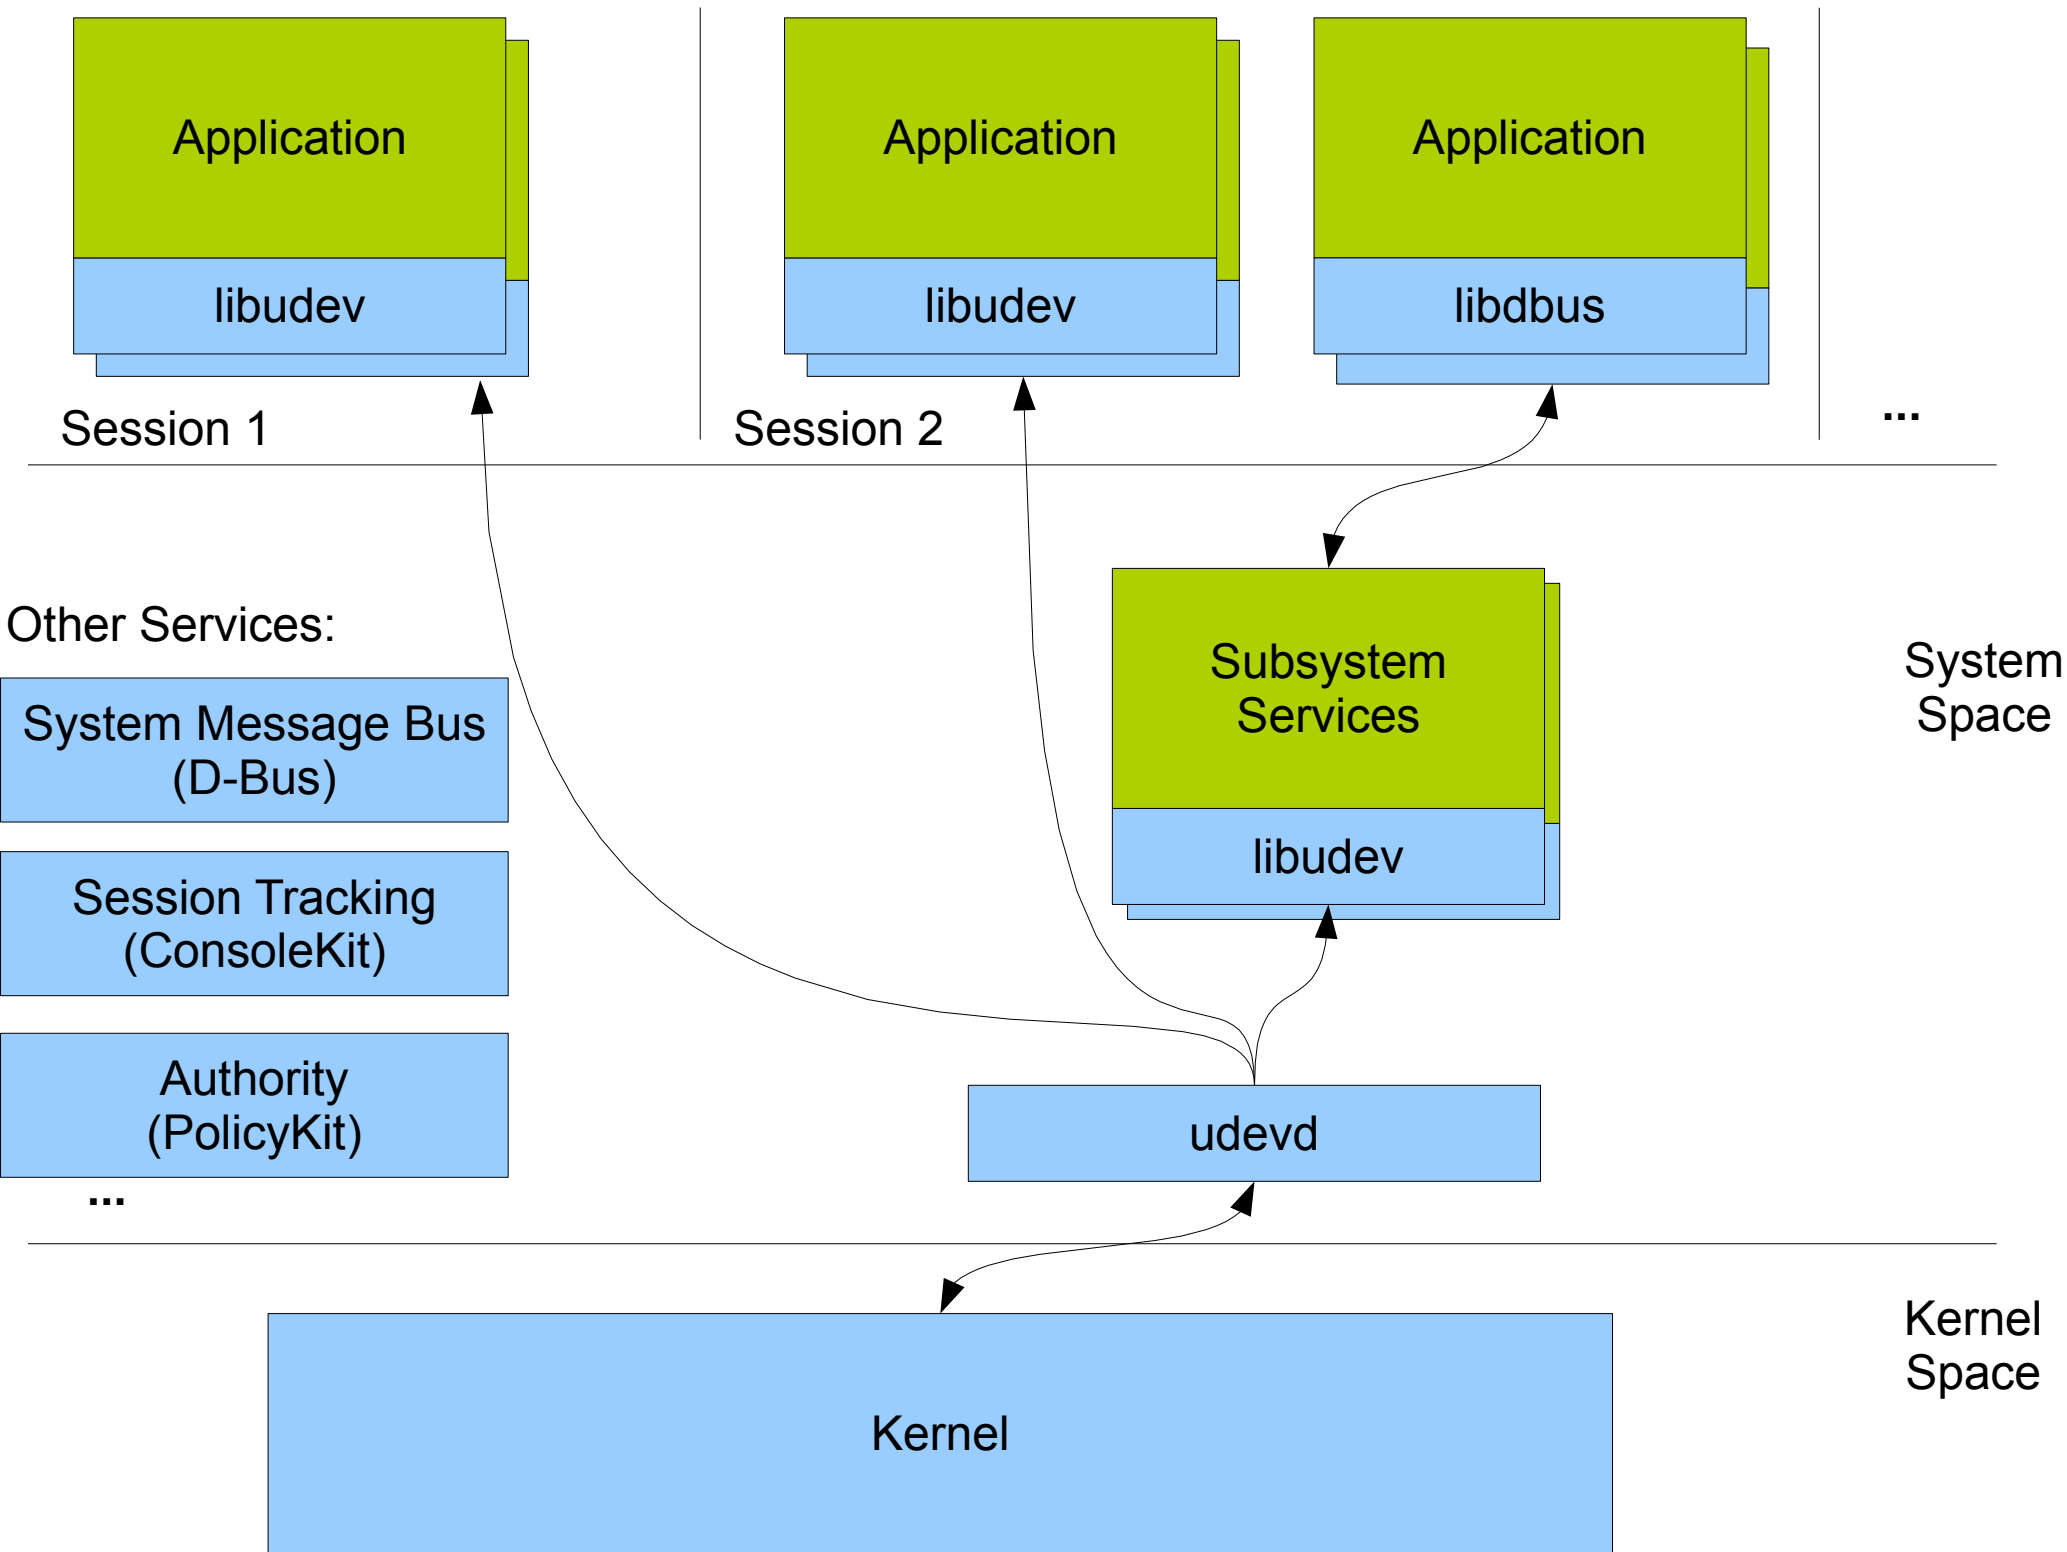 Application
Application
Application
libudev
libudev
libdbus
Session 1
Session 2
...
Other Services:
System Message Bus
(D-Bus)
Session Tracking
(ConsoleKit)
Authority
(PolicyKit)
...
Subsystem
Services
libudev
System
Space
udevd
Kernel
Space
Kernel